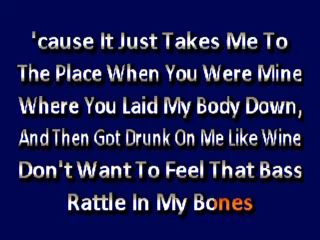 'cause It Just Takes Me To
The Place When You Were Mine
Where You Laid My Body Down,
And Then Got Drunk On Me Like Wine
Don't Want To Feel That Bass
Rattle In My Bones